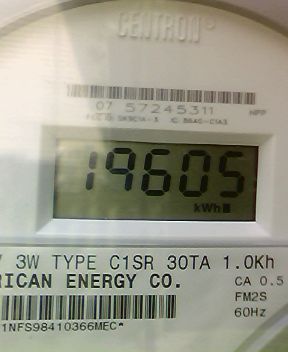 CENTRON®
07 57245311
HPP
19605
kWh
3W TYPE C1SR 30TA 1.0Kh
RICAN ENERGY CO.
CA 0.5
FM2S
60Hz
1NFS98410366MEC*